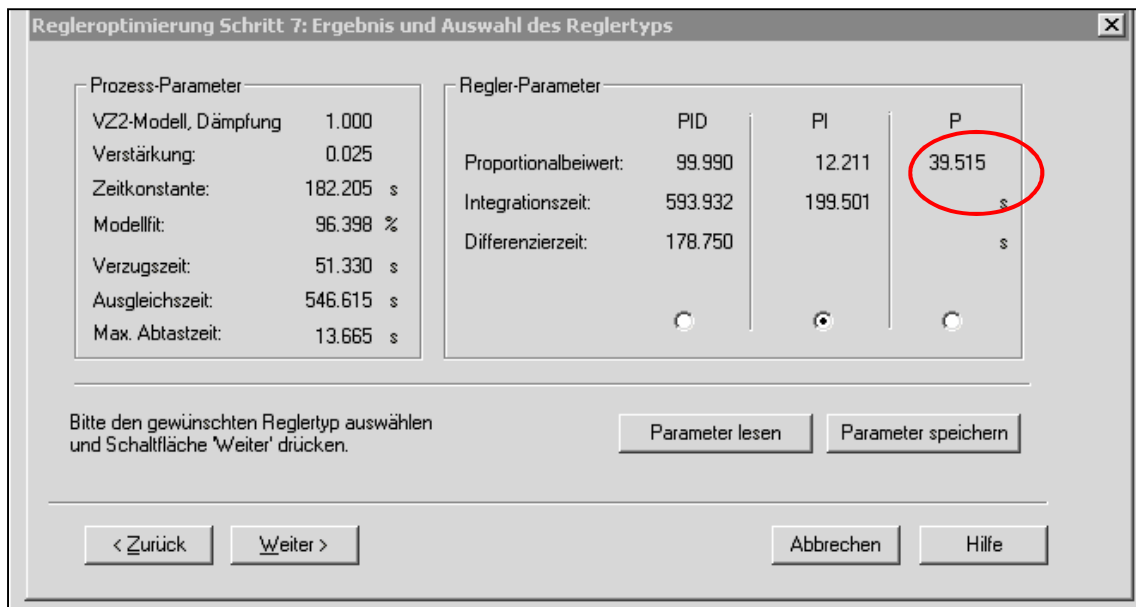 Regleroptimierung Schritt 7: Ergebnis und Auswahl des Reglertyps
Prozess-Parameter
VZ2-Modell, Dämpfung 1.000
Verstärkung: 0.025
Zeitkonstante: 182.205 s
Modellfit: 96.398 %
Verzugszeit: 51.330 s
Ausgleichszeit: 546.615 s
Max. Abtastzeit: 13.665 s
Regler-Parameter
PID PI P
Proportionalbeiwert: 99.990 12.211 39.515
Integrationszeit: 593.932 199.501 s
Differenzierzeit: 178.750 s
Bitte den gewünschten Reglertyp auswählen
und Schaltfläche 'Weiter' drücken.
Parameter lesen Parameter speichern
< Zurück Weiter > Abbrechen Hilfe